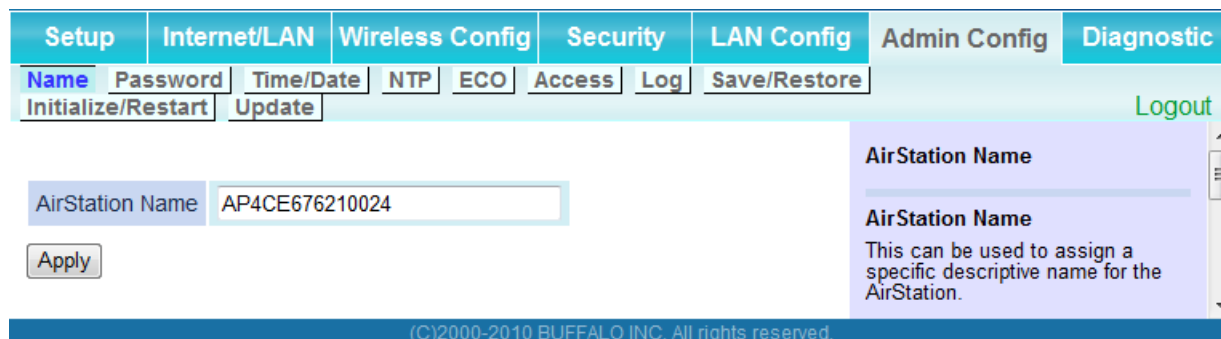 Setup Internet/LAN Wireless Config Security LAN Config Admin Config Diagnostic
Name Password Time/Date NTP ECO Access Log Save/Restore
Initialize/Restart Update
Logout
AirStation Name AP4CE676210024
Apply
AirStation Name
AirStation Name
This can be used to assign a
specific descriptive name for the
AirStation.
(C)2000-2010 BUFFALO INC. All rights reserved.